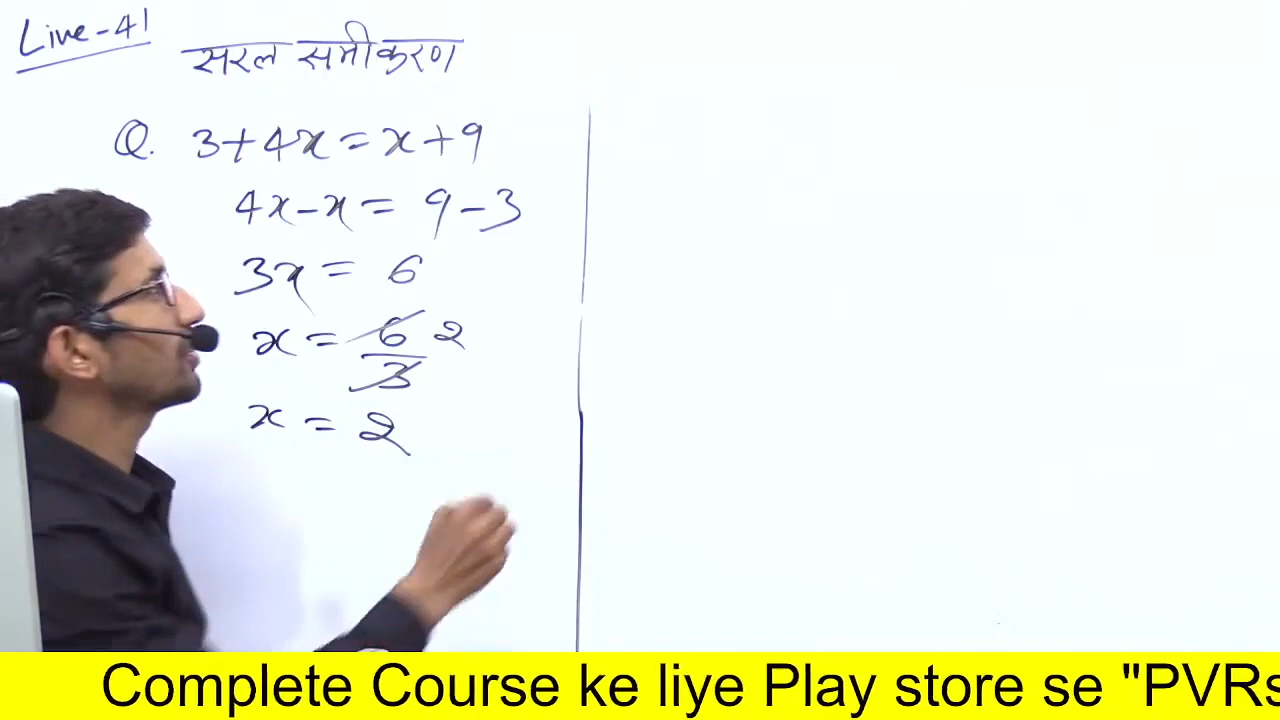 Live-41
सरल समीकरण
Q. 3+4x=x+9
4x-x= 9-3
3x= 6
x= 6/3 2
x = 2
Complete Course ke liye Play store se "PVRs